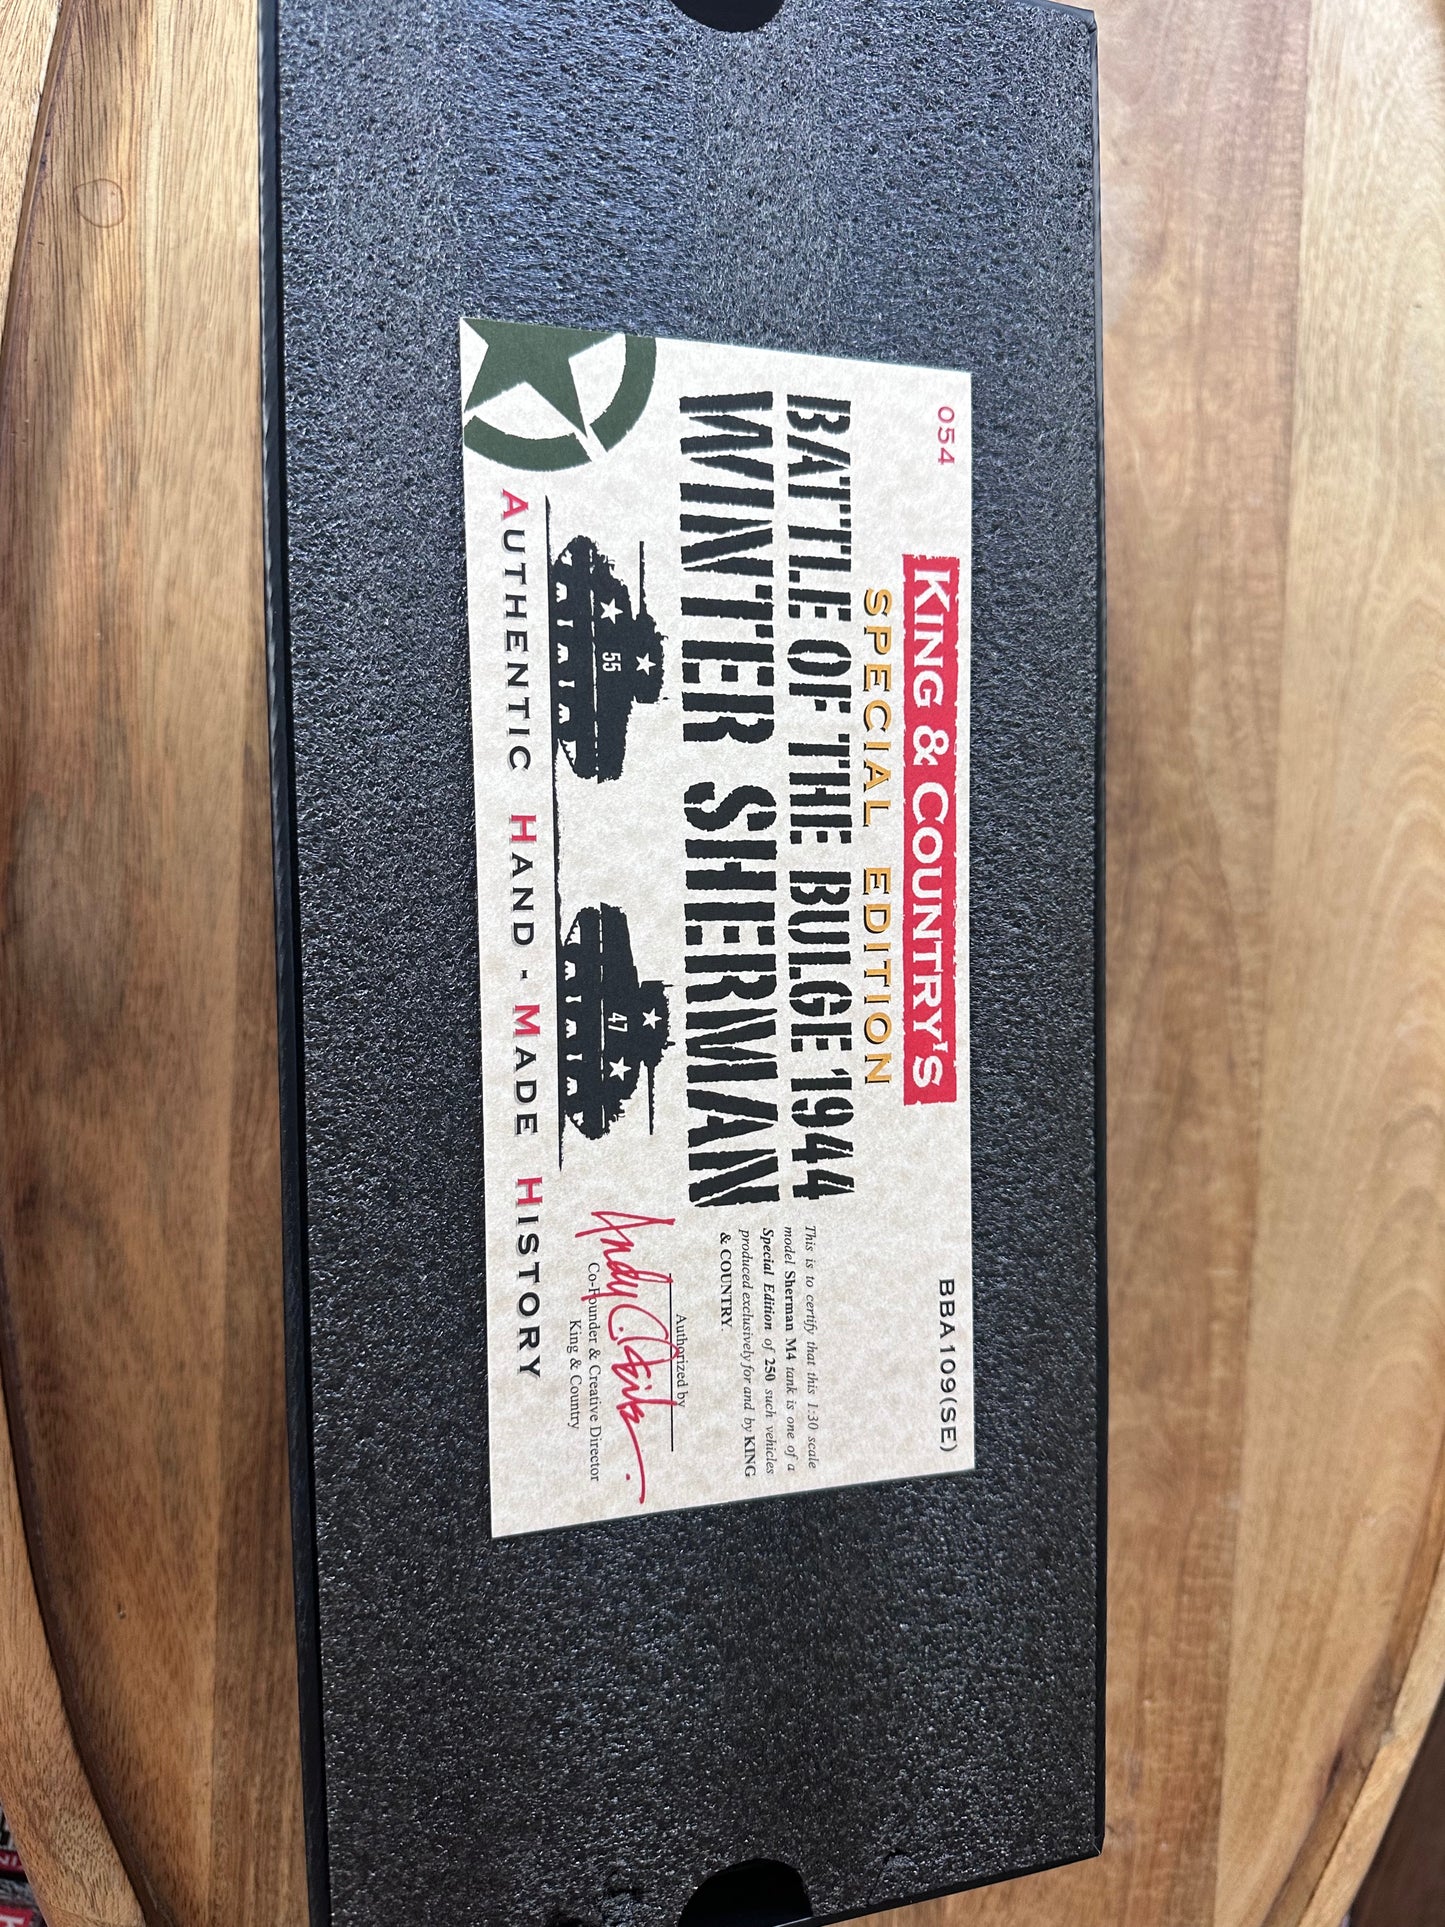 054
BBA109(SE)
KING & COUNTRY'S
SPECIAL EDITION
BATTLE OF THE BULGE 1944
WINTER SHERMAN
This is to certify that this 1:30 scale
model Sherman M4 tank is one of a
Special Edition of 250 such vehicles
produced exclusively for and by KING
& COUNTRY.
55
47
Authorized by
Andy C. Neilson
Co-Founder & Creative Director
King & Country
AUTHENTIC HAND-MADE HISTORY